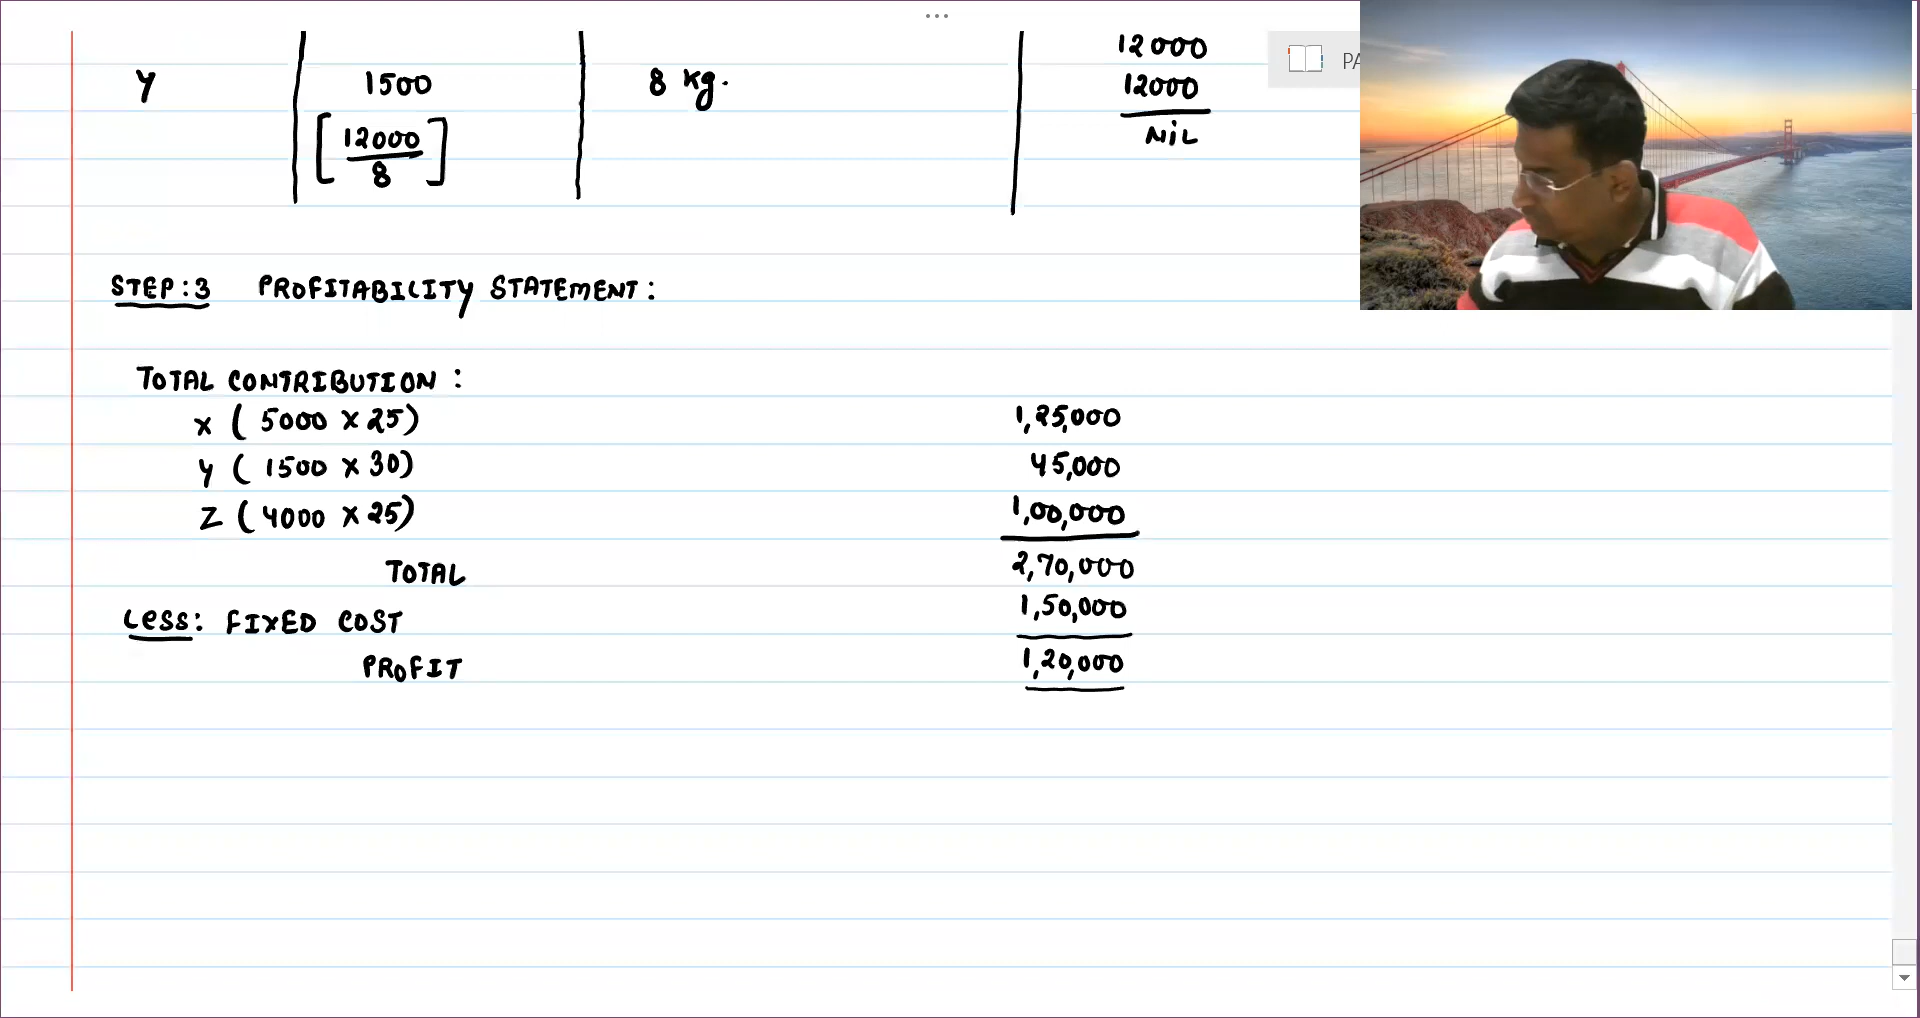 12000
Y 1500 8 kg. 12000
[12000/8] NiL
PA
STEP:3 PROFITABILITY STATEMENT:
TOTAL CONTRIBUTION:
X (5000 X 25) 1,25,000
Y (1500 X 30) 45,000
Z (4000 X 25) 1,00,000
TOTAL 2,70,000
LESS: FIXED COST 1,50,000
PROFIT 1,20,000